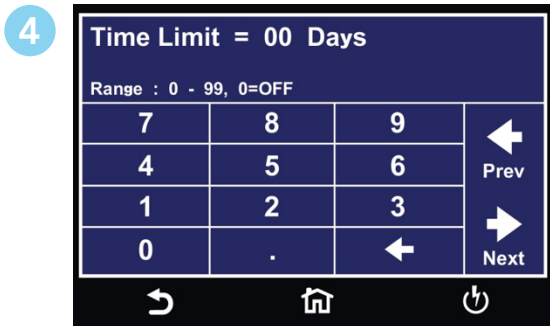 4
Time Limit = 00 Days
Range : 0 - 99, 0=OFF
7 8 9
4 5 6
Prev
1 2 3
0 .
Next